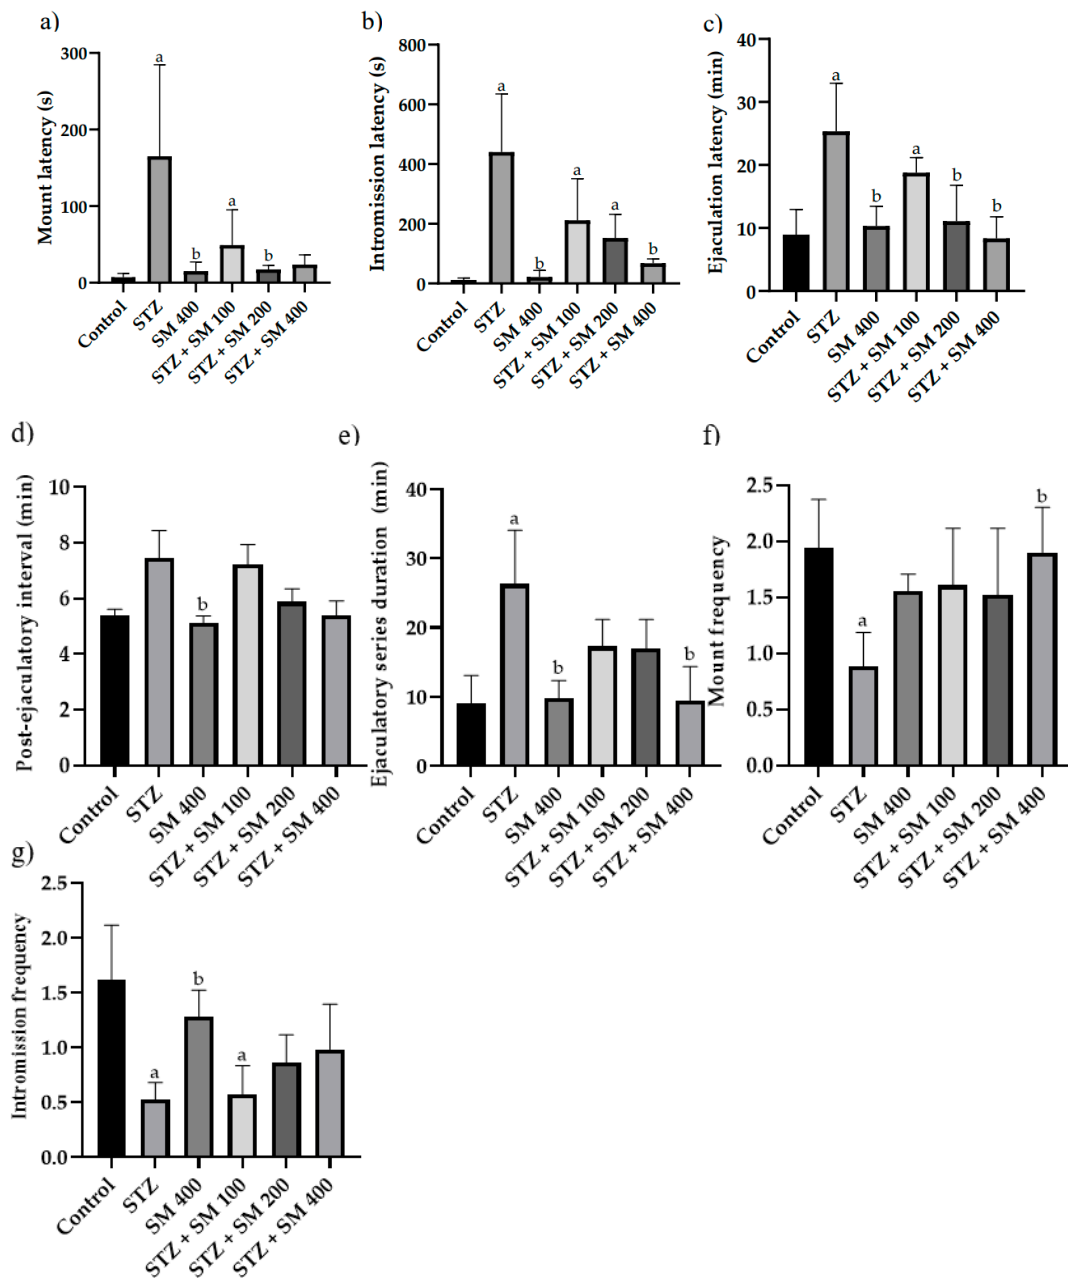 a)
Mount latency (s)
300
200
100
0
a
b
a
b
Control
STZ
SM 400
STZ + SM 100
STZ + SM 200
STZ + SM 400
b)
Intromission latency (s)
800
600
400
200
0
a
b
a
a
b
Control
STZ
SM 400
STZ + SM 100
STZ + SM 200
STZ + SM 400
c)
Ejaculation latency (min)
40
30
20
10
0
a
b
a
b
b
Control
STZ
SM 400
STZ + SM 100
STZ + SM 200
STZ + SM 400
d)
Post-ejaculatory interval (min)
10
8
6
4
2
0
b
Control
STZ
SM 400
STZ + SM 100
STZ + SM 200
STZ + SM 400
e)
Ejaculatory series duration (min)
40
30
20
10
0
a
b
b
Control
STZ
SM 400
STZ + SM 100
STZ + SM 200
STZ + SM 400
f)
Mount frequency
2.5
2.0
1.5
1.0
0.5
0.0
a
b
Control
STZ
SM 400
STZ + SM 100
STZ + SM 200
STZ + SM 400
g)
Intromission frequency
2.5
2.0
1.5
1.0
0.5
0.0
a
b
a
Control
STZ
SM 400
STZ + SM 100
STZ + SM 200
STZ + SM 400